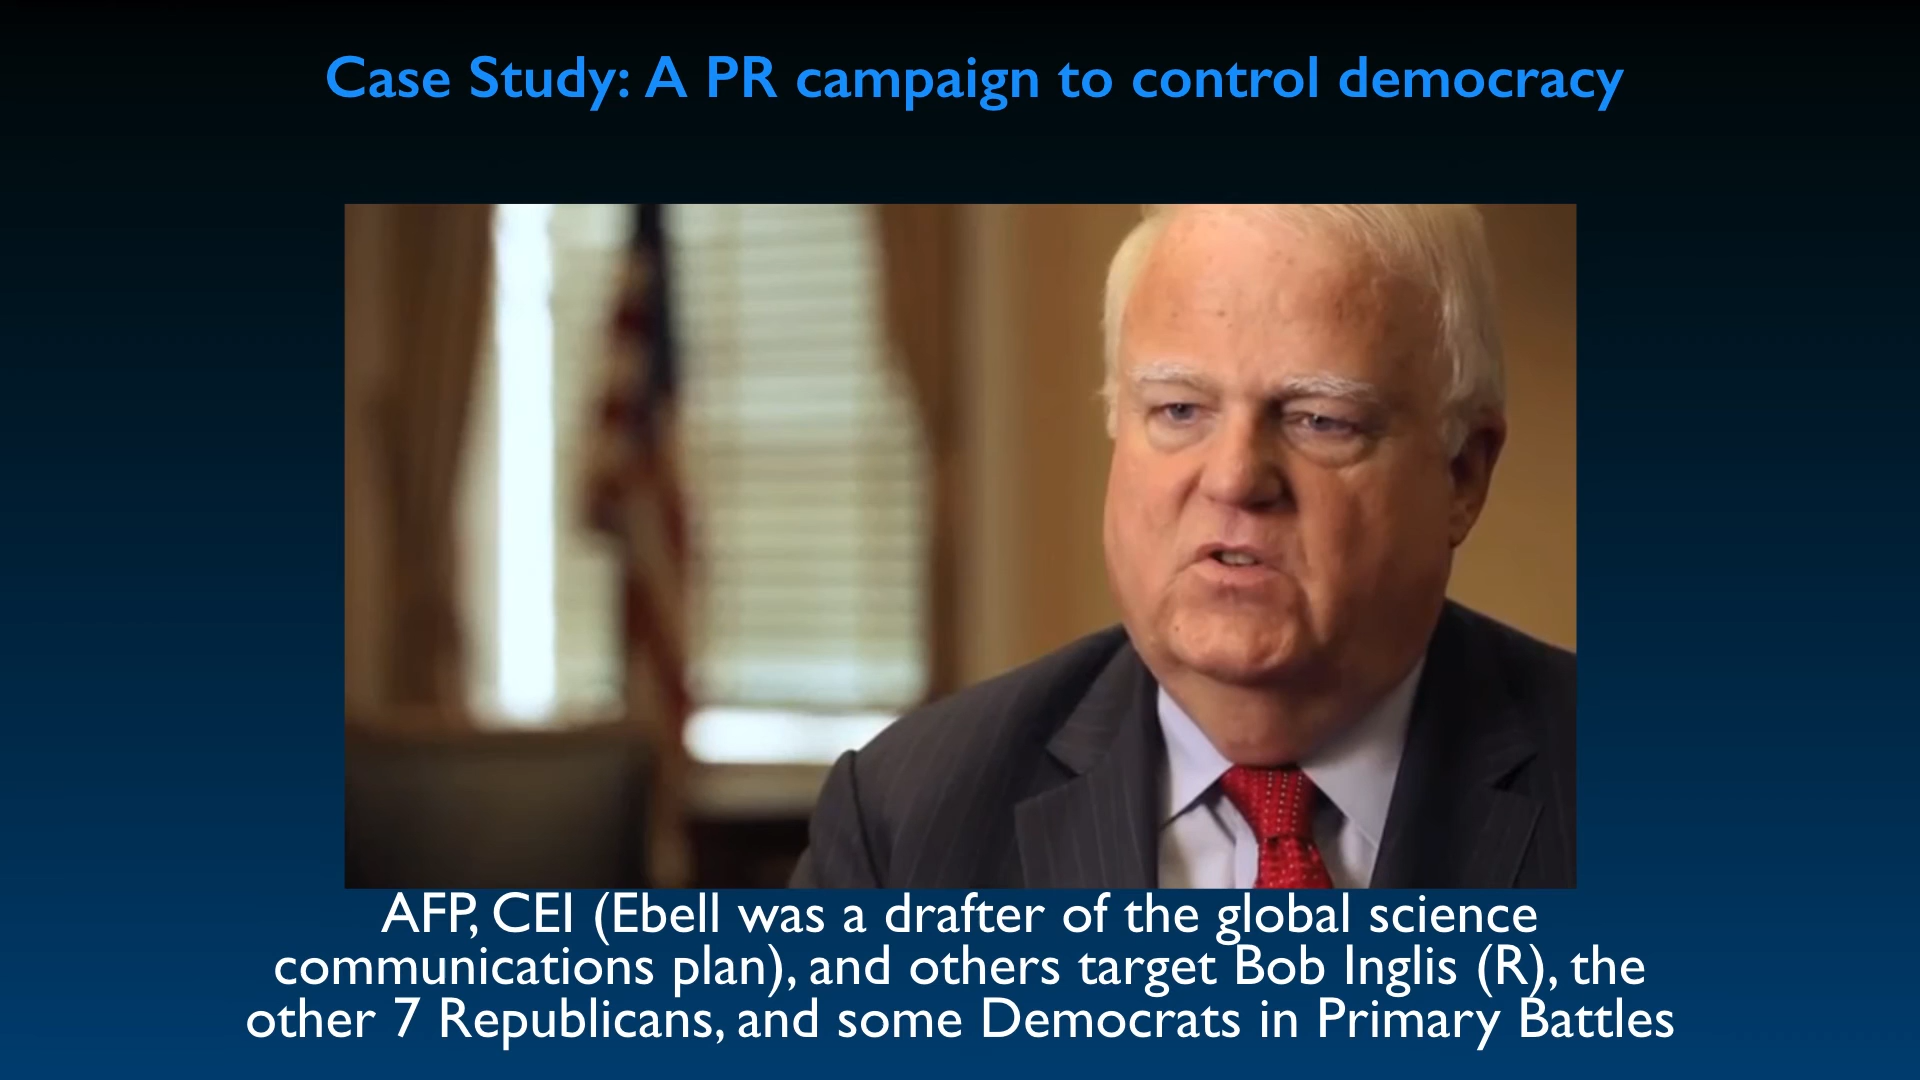 Case Study: A PR campaign to control democracy
AFP, CEI (Ebell was a drafter of the global science
communications plan), and others target Bob Inglis (R), the
other 7 Republicans, and some Democrats in Primary Battles